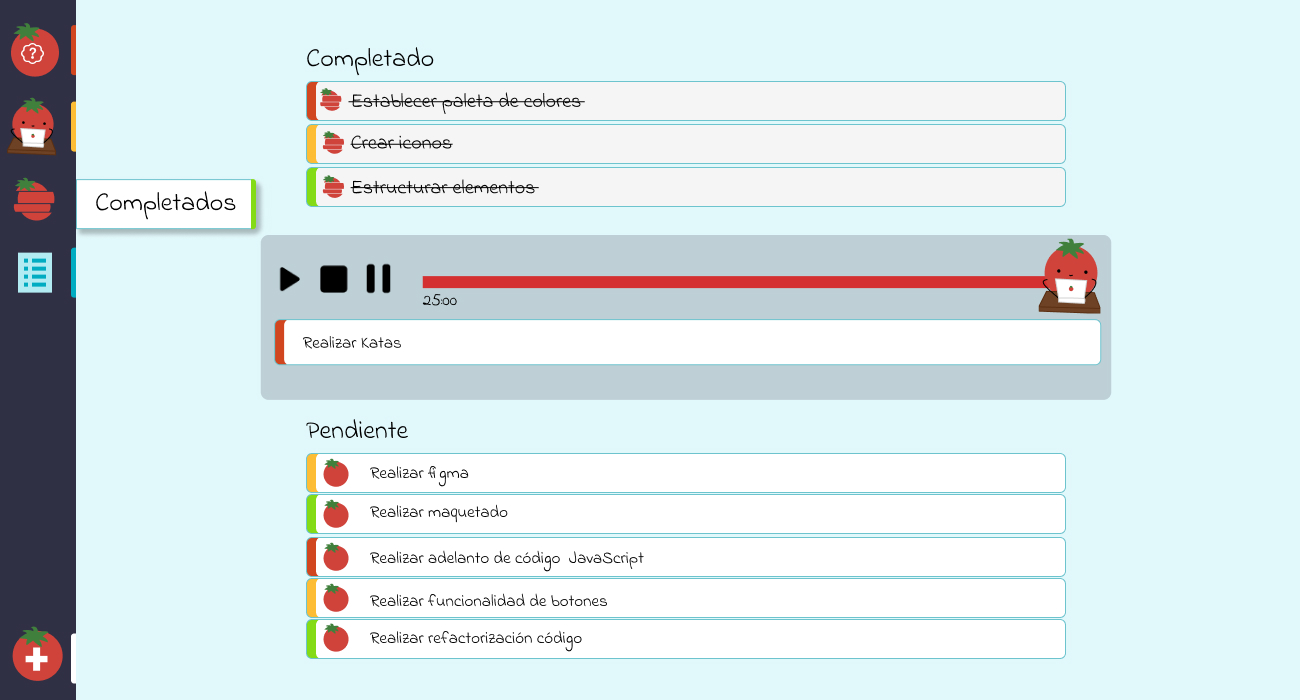 ?
Completado
Establecer paleta de colores
Crear iconos
Estructurar elementos
Completados
25:00
Realizar Katas
Pendiente
Realizar figma
Realizar maquetado
Realizar adelanto de código JavaScript
Realizar funcionalidad de botones
Realizar refactorización código